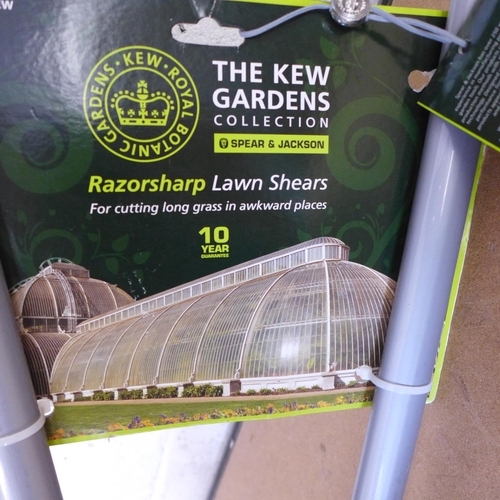 EW
GARDENS · KEW · ROYAL BOTANIC
THE KEW
GARDENS
COLLECTION
SPEAR & JACKSON
Razorsharp Lawn Shears
For cutting long grass in awkward places
10
YEAR
GUARANTEE